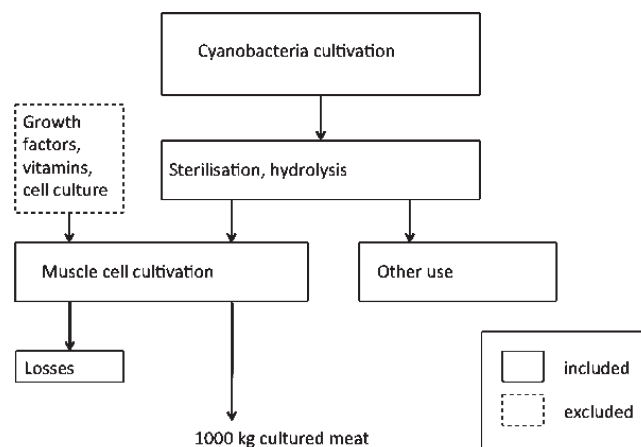 Cyanobacteria cultivation
Growth
factors,
vitamins,
cell culture
Sterilisation, hydrolysis
Muscle cell cultivation
Other use
Losses
included
excluded
1000 kg cultured meat